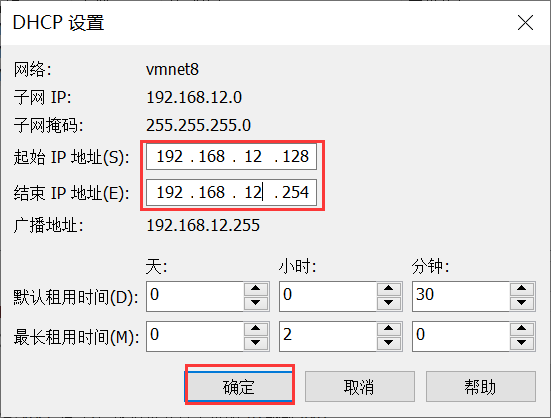 DHCP 设置
网络: vmnet8
子网 IP: 192.168.12.0
子网掩码: 255.255.255.0
起始 IP 地址(S): 192 . 168 . 12 . 128
结束 IP 地址(E): 192 . 168 . 12 . 254
广播地址: 192.168.12.255
天: 小时: 分钟:
默认租用时间(D): 0 0 30
最长租用时间(M): 0 2 0
确定 取消 帮助